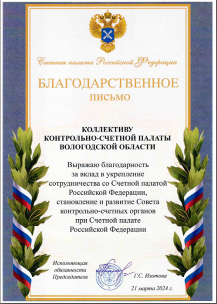 Счетная палата Российской Федерации
БЛАГОДАРСТВЕННОЕ
ПИСЬМО
КОЛЛЕКТИВУ
КОНТРОЛЬНО-СЧЕТНОЙ ПАЛАТЫ
ВОЛОГОДСКОЙ ОБЛАСТИ
Выражаю благодарность
за вклад в укрепление
сотрудничества со Счетной палатой
Российской Федерации,
становление и развитие Совета
контрольно-счетных органов
при Счетной палате
Российской Федерации
Исполняющая
обязанности
Председателя
Г.С. Изотова
21 марта 2024 г.